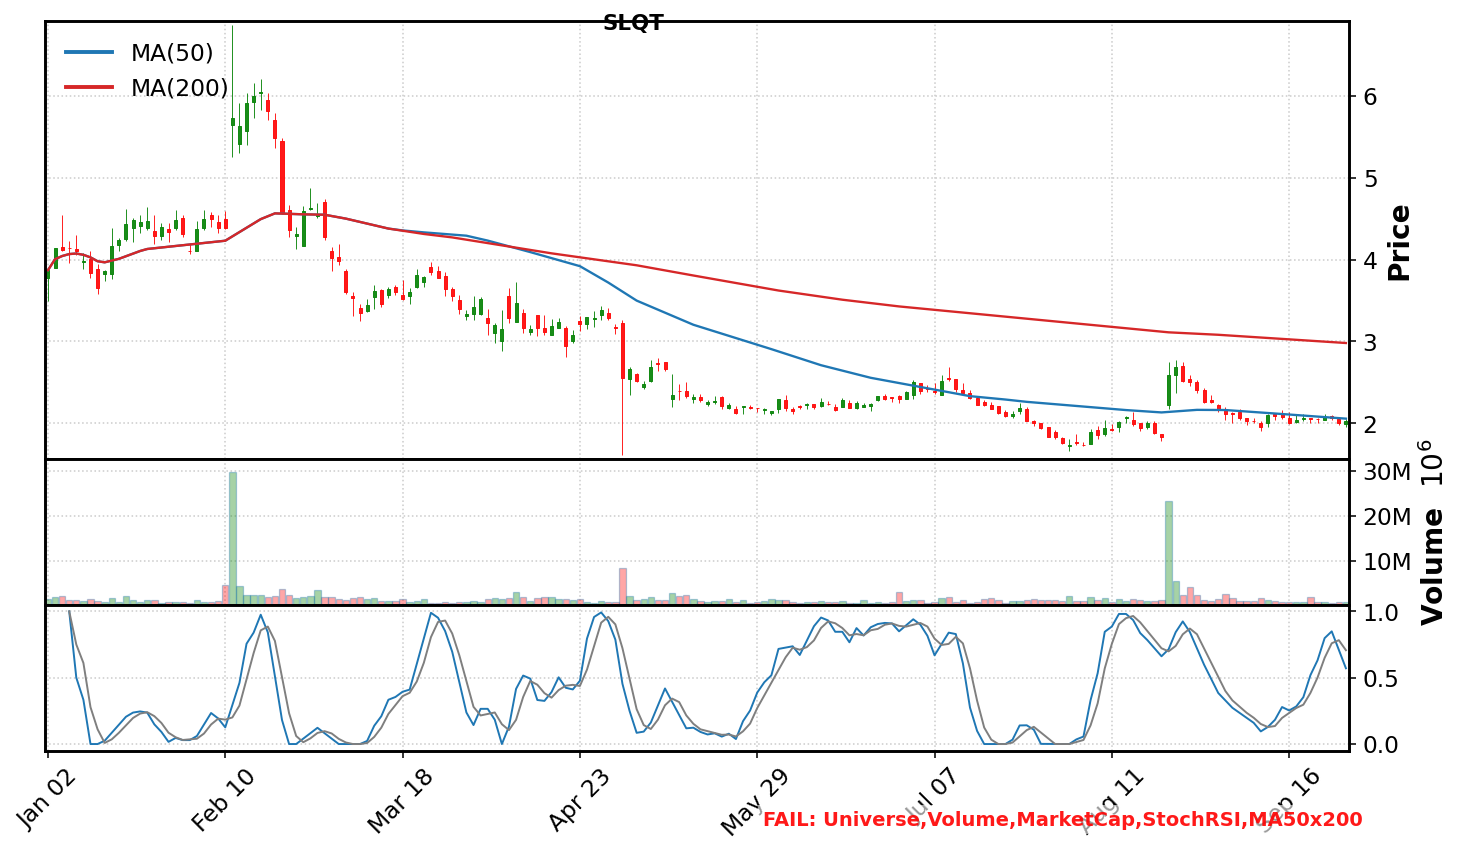 SLQT
MA(50)
MA(200)
6
5
4
3
2
Price
30M
20M
10M
Volume 10^6
1.0
0.5
0.0
Jan 02
Feb 10
Mar 18
Apr 23
May 29
Jul 07
Aug 11
Sep 16
FAIL: Universe,Volume,MarketCap,StochRSI,MA50x200